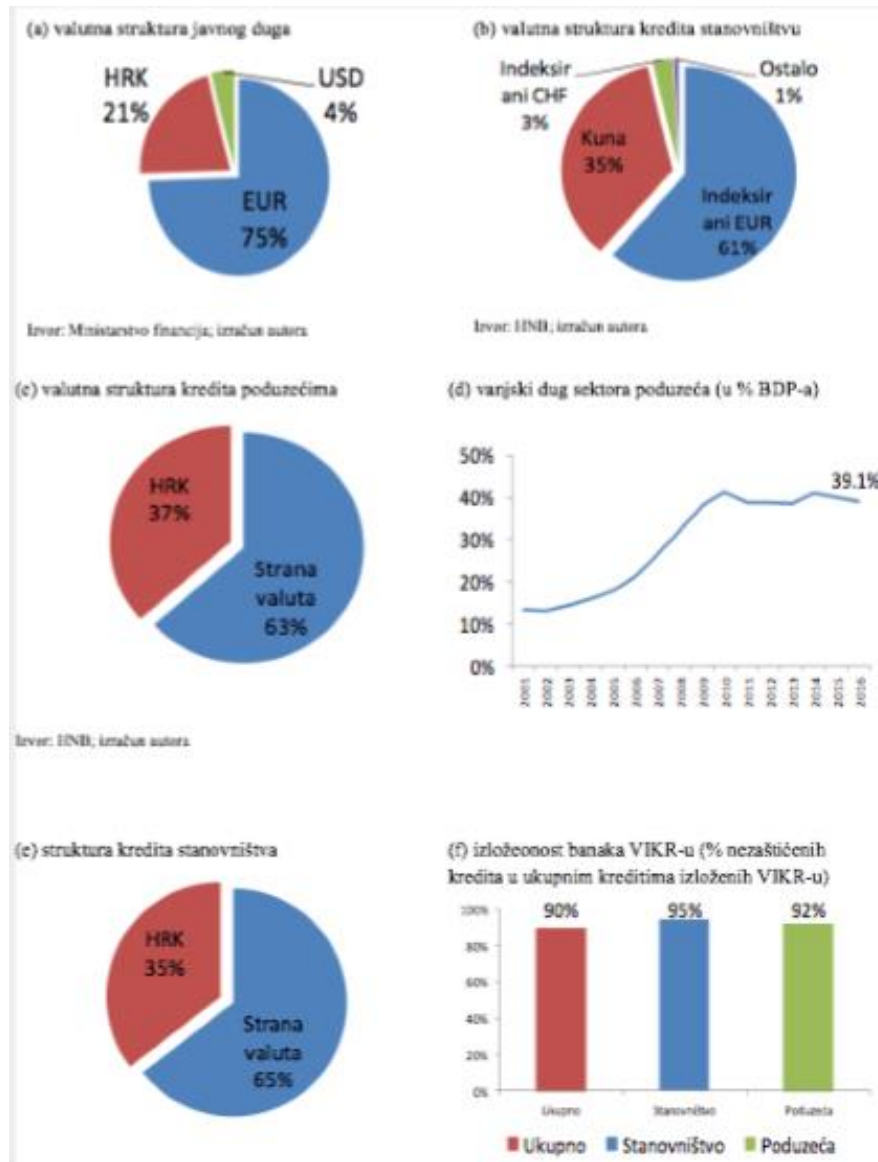 (a) valutna struktura javnog duga
HRK
21%
USD
4%
EUR
75%
Izvor: Ministarstvo financija; izračun autora
(b) valutna struktura kredita stanovništvu
Indeksir
ani CHF
3%
Ostalo
1%
Kuna
35%
Indeksir
ani EUR
61%
Izvor: HNB; izračun autora
(c) valutna struktura kredita poduzećima
HRK
37%
Strana
valuta
63%
Izvor: HNB; izračun autora
(d) vanjski dug sektora poduzeća (u % BDP-a)
50%
40%
30%
20%
10%
0%
39.1%
2001
2002
2003
2004
2005
2006
2007
2008
2009
2010
2011
2012
2013
2014
2015
2016
(e) struktura kredita stanovništva
HRK
35%
Strana
valuta
65%
(f) izloženost banaka VIKR-u (% nezaštićenih
kredita u ukupnim kreditima izloženih VIKR-u)
100%
80%
60%
40%
20%
0%
90%
95%
92%
Ukupno
Stanovništvo
Poduzeća
Ukupno Stanovništvo Poduzeća